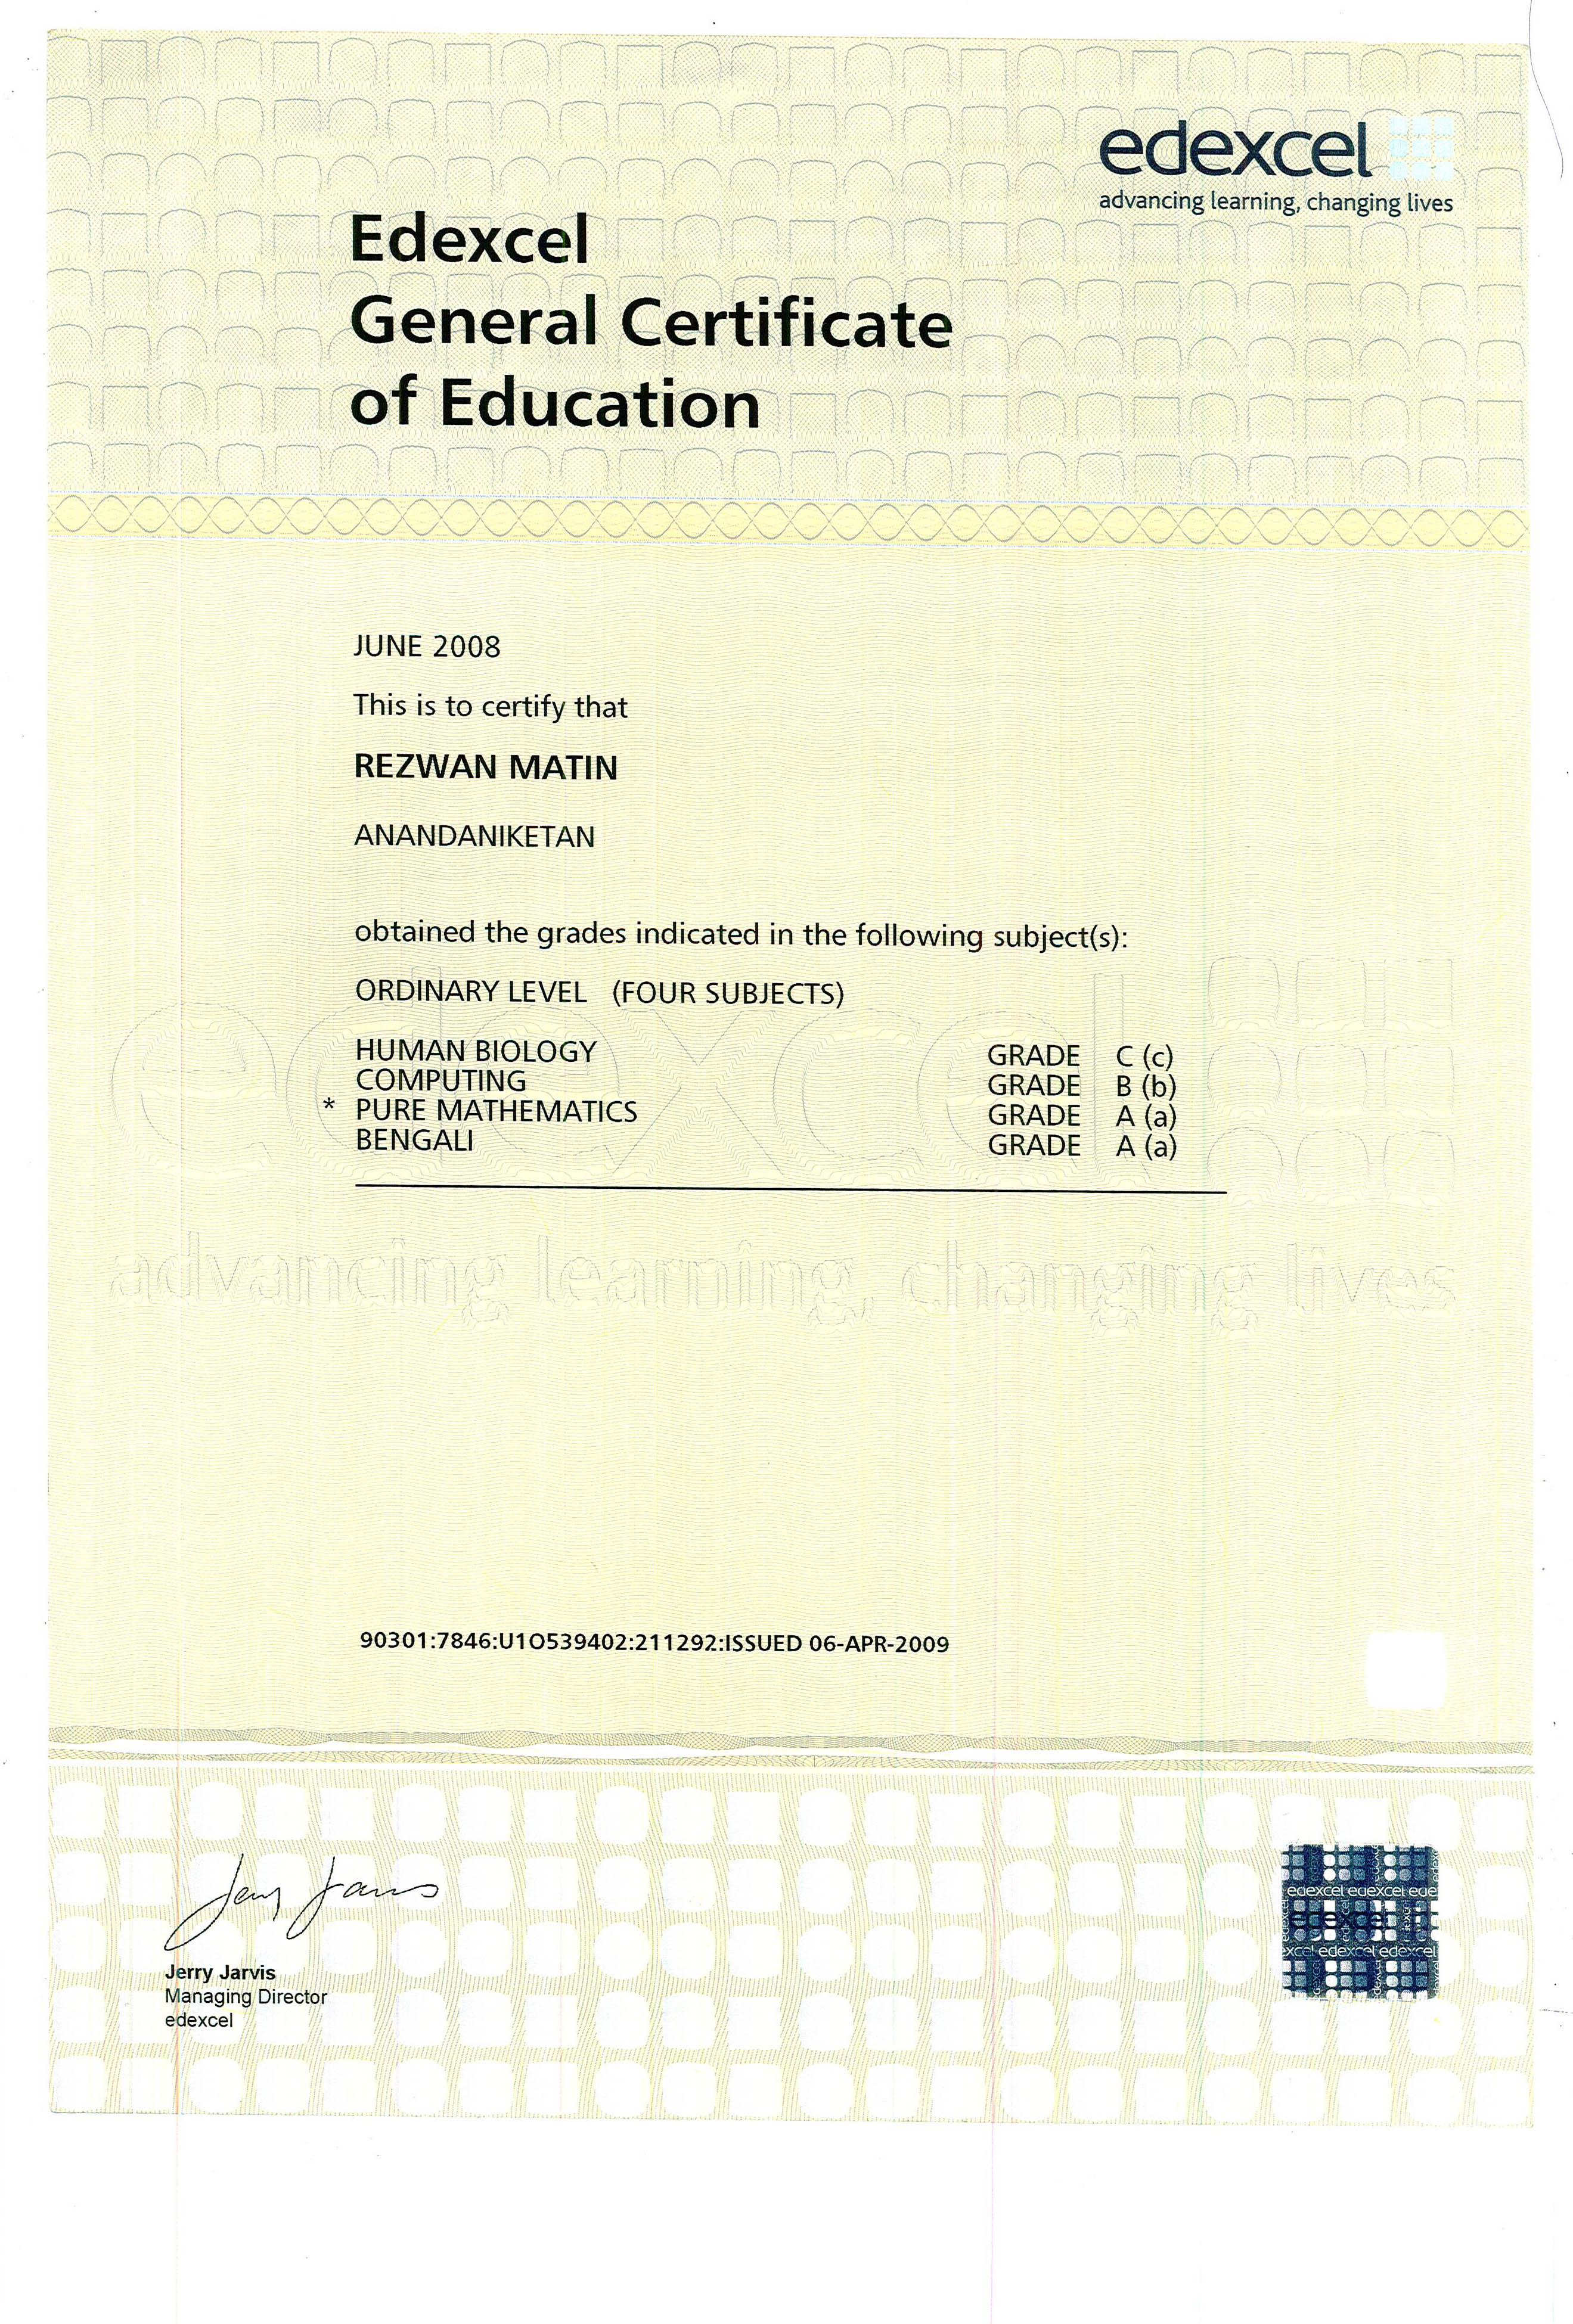 edexcel
advancing learning, changing lives
Edexcel
General Certificate
of Education
JUNE 2008
This is to certify that
REZWAN MATIN
ANANDANIKETAN
obtained the grades indicated in the following subject(s):
ORDINARY LEVEL (FOUR SUBJECTS)
HUMAN BIOLOGY GRADE C (c)
COMPUTING GRADE B (b)
* PURE MATHEMATICS GRADE A (a)
BENGALI GRADE A (a)
edexcel
advancing learning, changing lives
90301:7846:U1O539402:211292:ISSUED 06-APR-2009
Jerry Jarvis
Jerry Jarvis
Managing Director
edexcel
edexcel edexcel ede
edexcel
excel edexcel edexcel